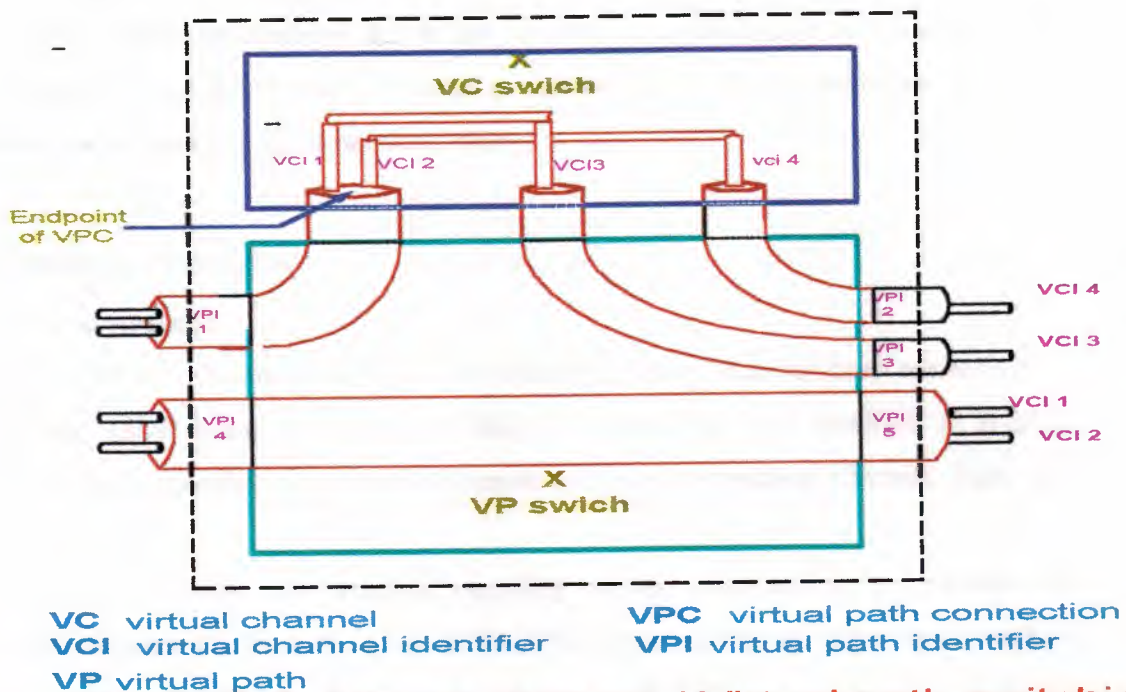 X
VC swich
VCI 1
VCI 2
VCI3
vci 4
Endpoint
of VPC
VPI
1
VPI
2
VCI 4
VPI
3
VCI 3
VPI
4
VPI
5
VCI 1
VCI 2
X
VP swich
VC virtual channel
VPC virtual path connection
VCI virtual channel identifier
VPI virtual path identifier
VP virtual path